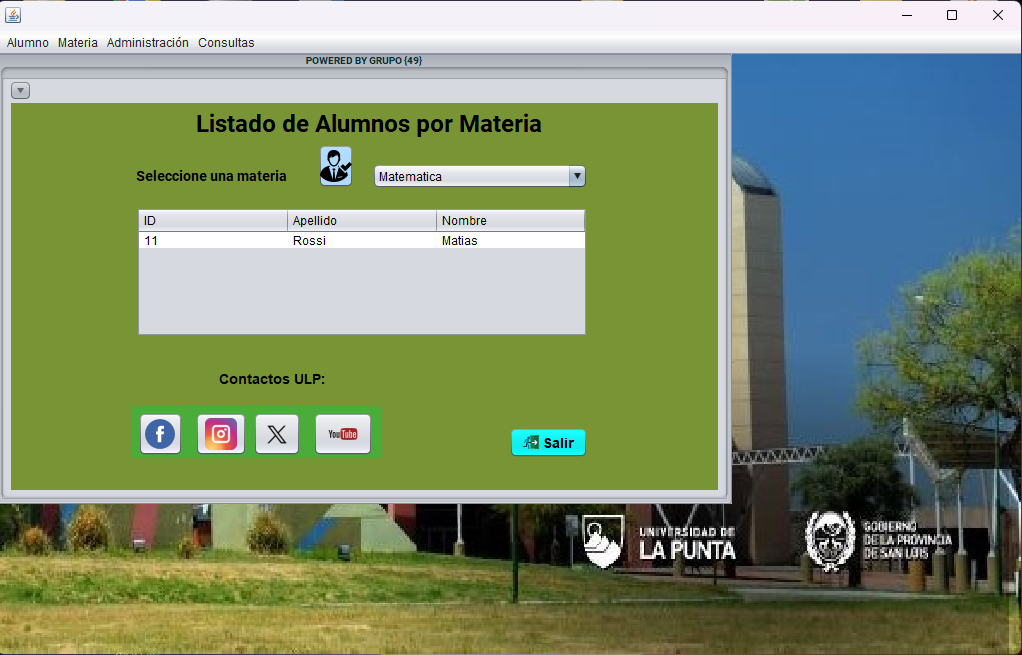 Alumno Materia Administración Consultas
POWERED BY GRUPO {49}
Listado de Alumnos por Materia
Seleccione una materia
Matematica
ID Apellido Nombre
11 Rossi Matias
Contactos ULP:
YouTube
Salir
UNIVERSIDAD DE
LA PUNTA
GOBIERNO
DE LA PROVINCIA
DE SAN LUIS